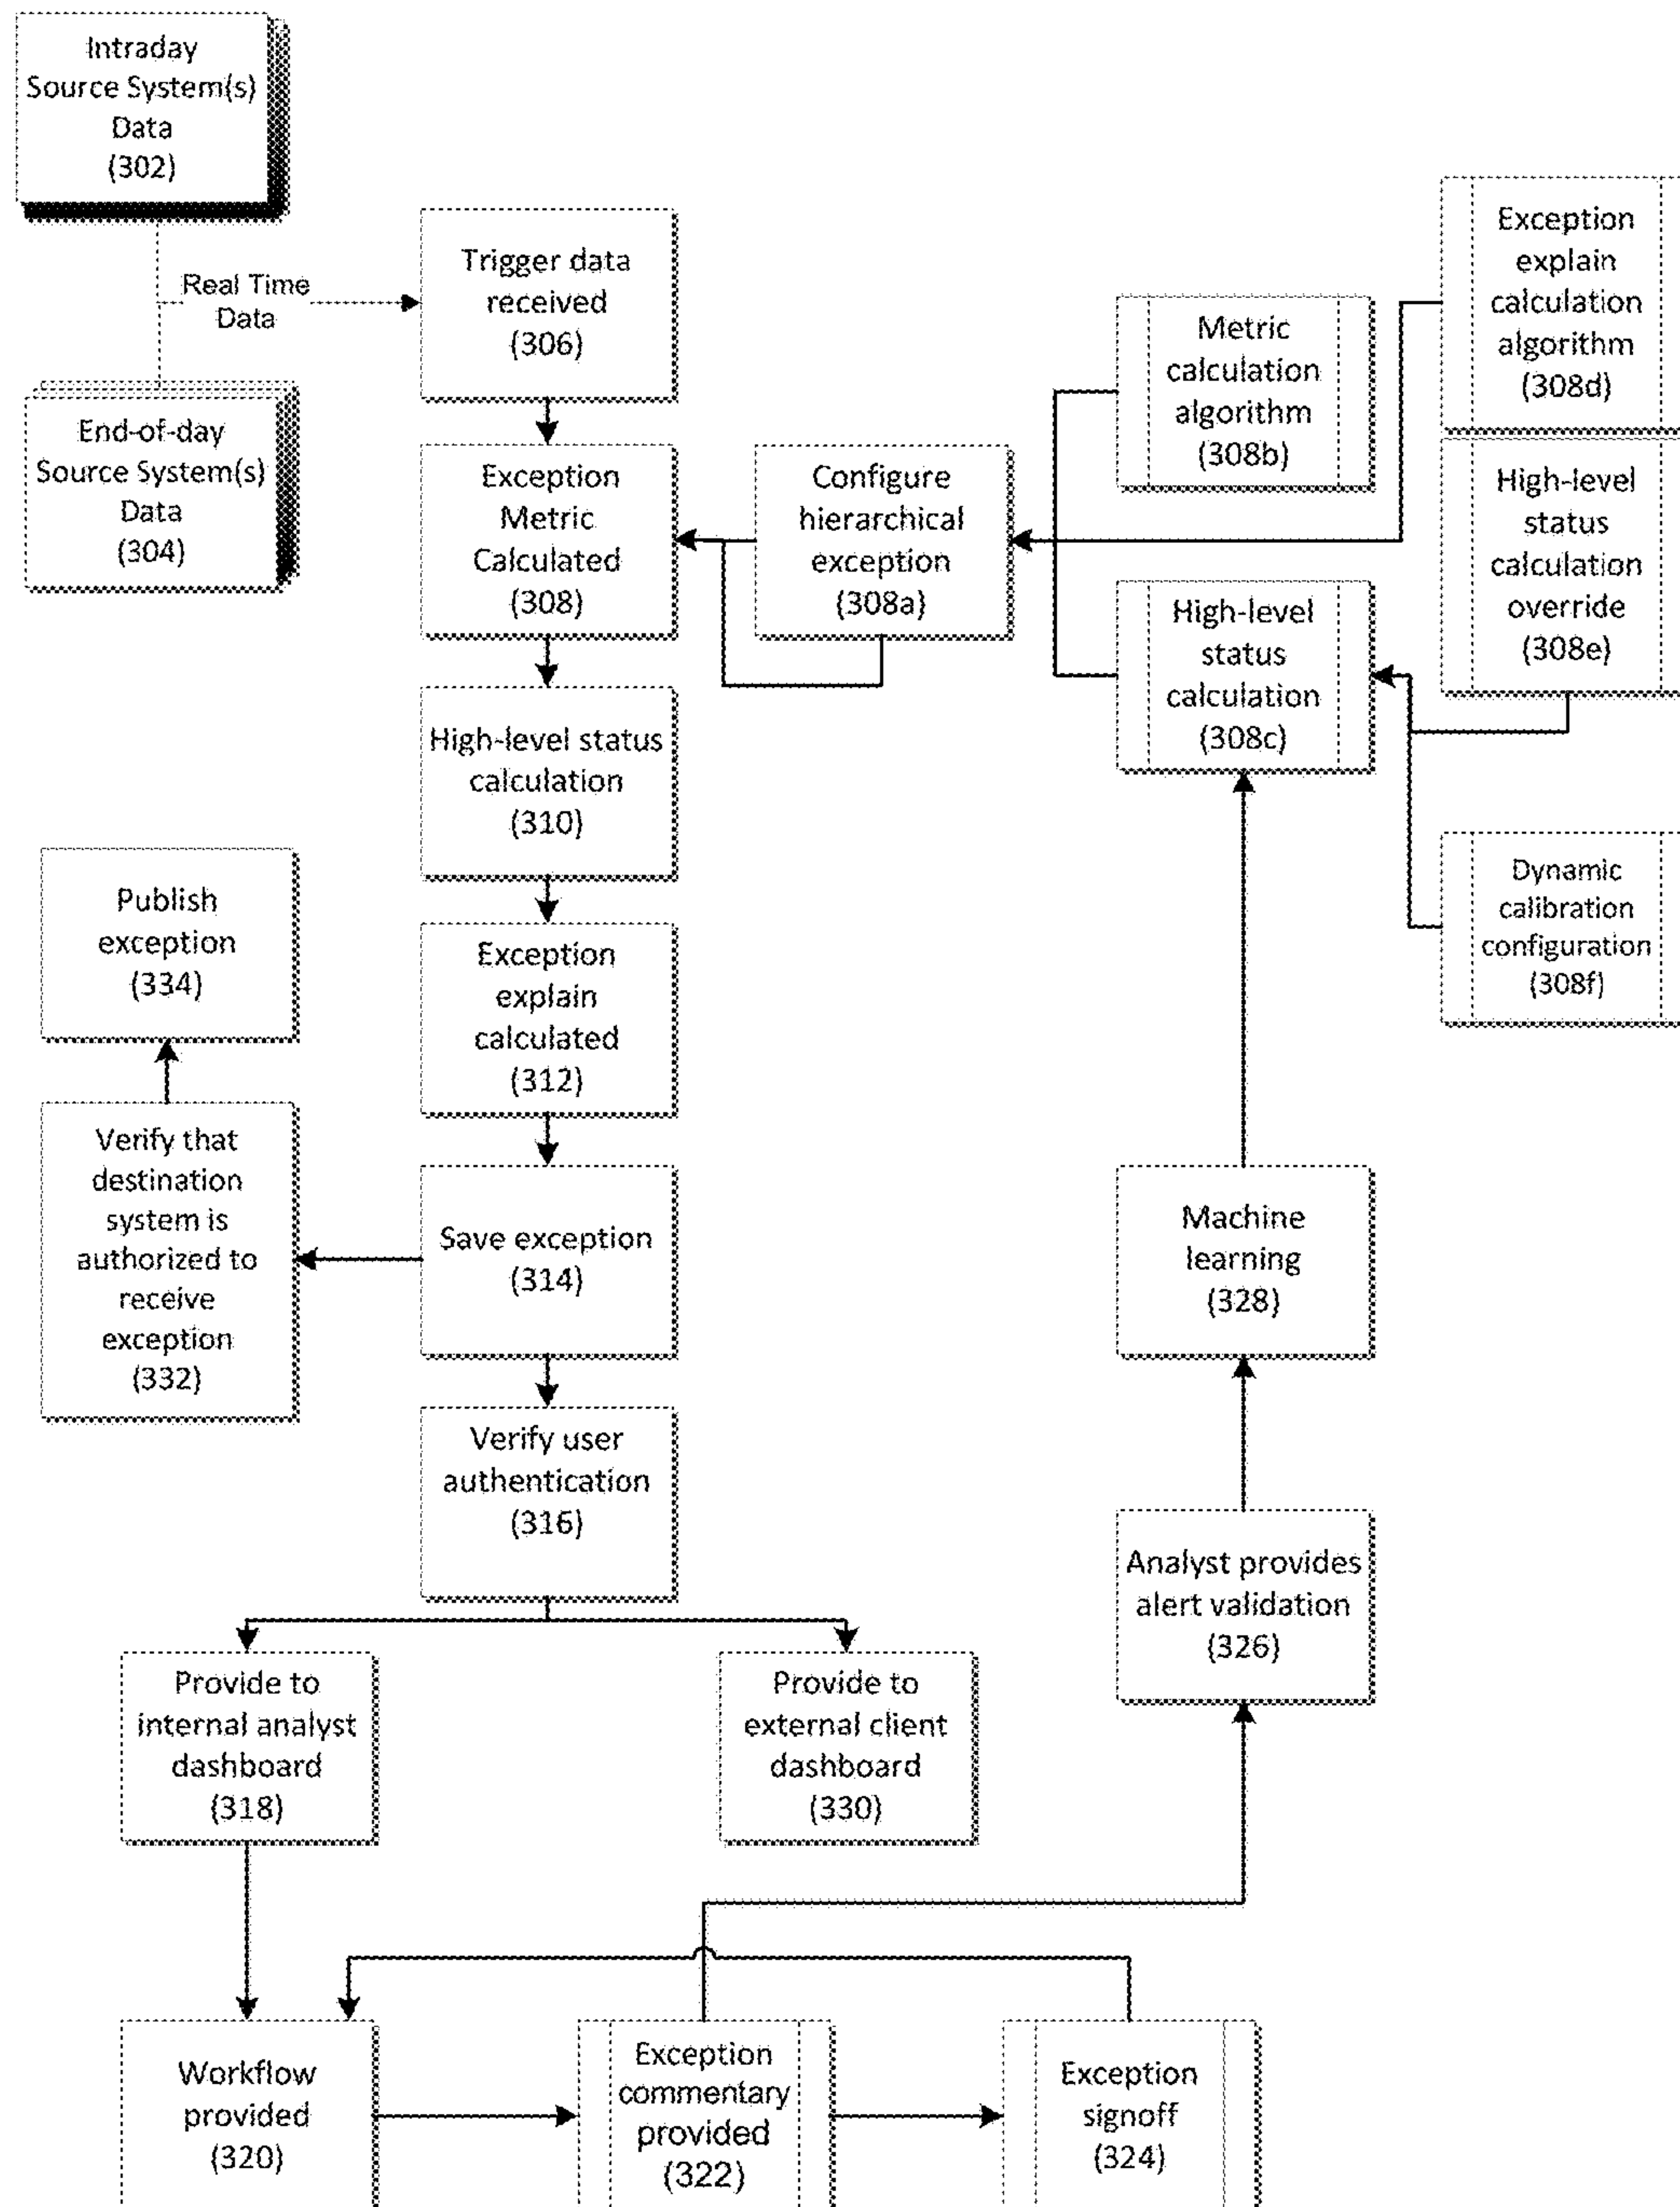 Intraday
Source System(s)
Data
(302)
Real Time
Data
End-of-day
Source System(s)
Data
(304)
Trigger data
received
(306)
Exception
Metric
Calculated
(308)
Configure
hierarchical
exception
(308a)
Metric
calculation
algorithm
(308b)
High-level
status
calculation
(308c)
Exception
explain
calculation
algorithm
(308d)
High-level
status
calculation
override
(308e)
Dynamic
calibration
configuration
(308f)
High-level status
calculation
(310)
Exception
explain
calculated
(312)
Save exception
(314)
Publish
exception
(334)
Verify that
destination
system is
authorized to
receive
exception
(332)
Verify user
authentication
(316)
Machine
learning
(328)
Analyst provides
alert validation
(326)
Provide to
internal analyst
dashboard
(318)
Provide to
external client
dashboard
(330)
Workflow
provided
(320)
Exception
commentary
provided
(322)
Exception
signoff
(324)